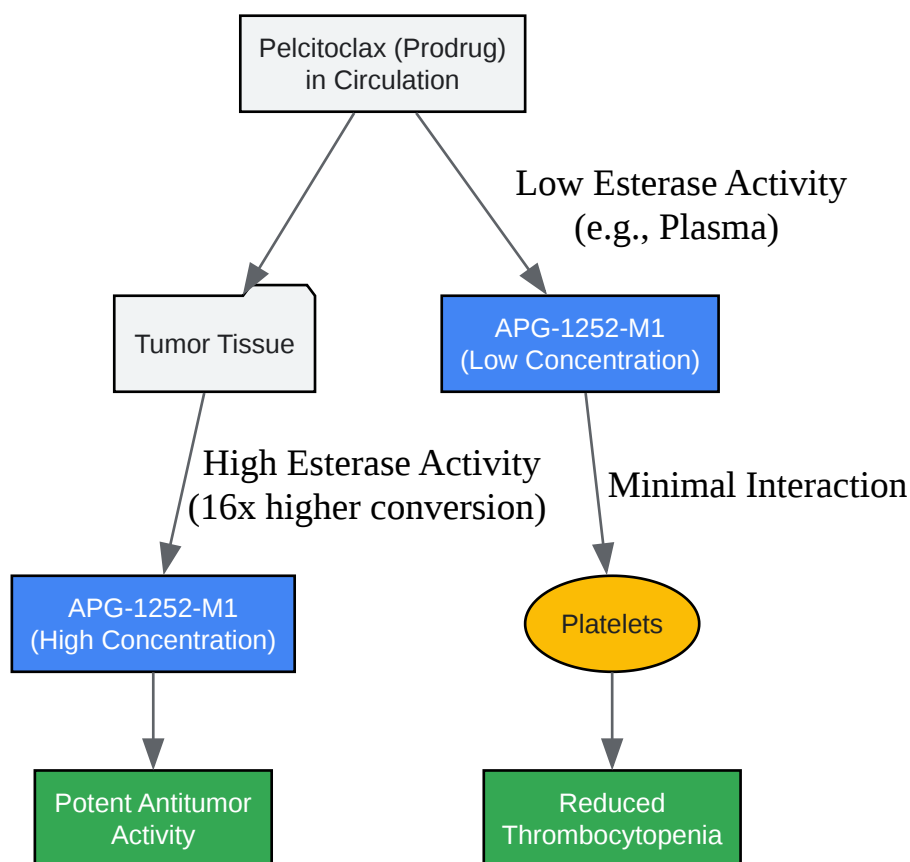 Pelcitoclax (Prodrug)
in Circulation
Low Esterase Activity
(e.g., Plasma)
Tumor Tissue
APG-1252-M1
(Low Concentration)
High Esterase Activity
(16x higher conversion)
Minimal Interaction
APG-1252-M1
(High Concentration)
Platelets
Potent Antitumor
Activity
Reduced
Thrombocytopenia